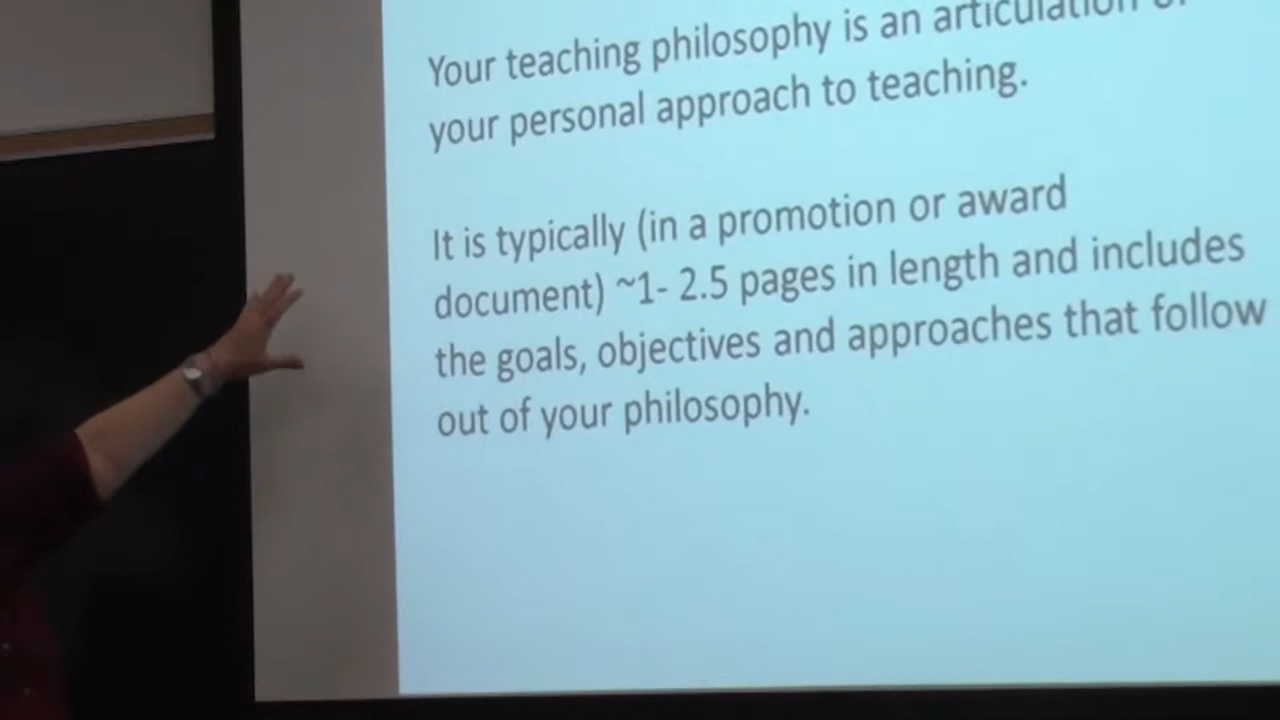 Your teaching philosophy is an articulation of
your personal approach to teaching.
It is typically (in a promotion or award
document) ~1- 2.5 pages in length and includes
the goals, objectives and approaches that follow
out of your philosophy.